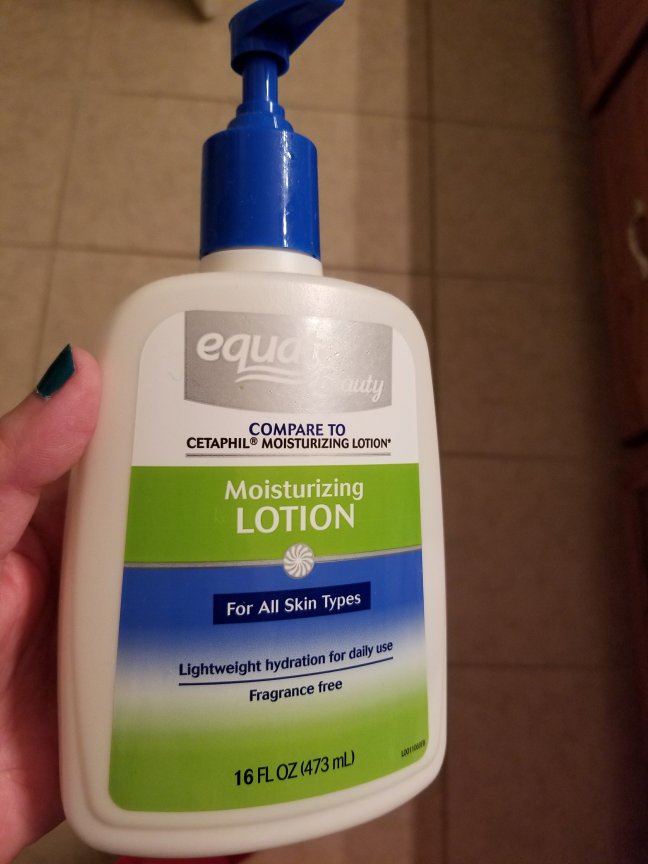 beauty
COMPARE TO
CETAPHIL® MOISTURIZING LOTION*
Moisturizing
LOTION
For All Skin Types
Lightweight hydration for daily use
Fragrance free
16 FL OZ (473 mL)